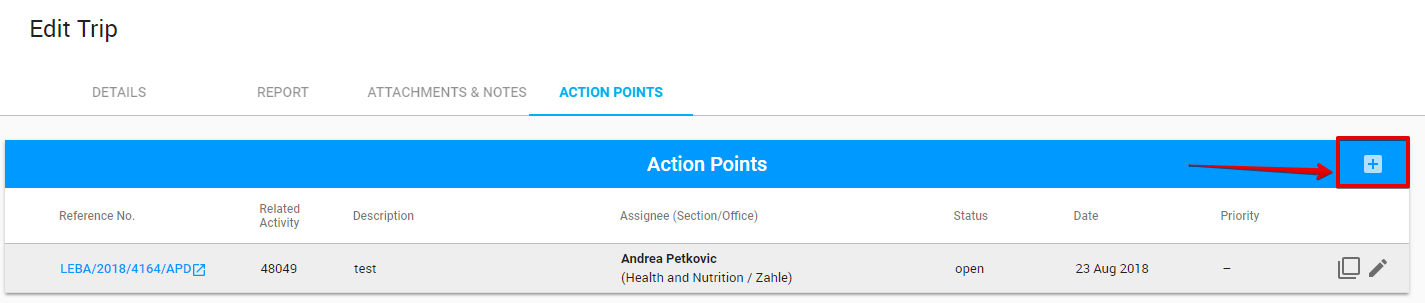 Edit Trip
DETAILS REPORT ATTACHMENTS & NOTES ACTION POINTS
Action Points
Reference No. Related Activity Description Assignee (Section/Office) Status Date Priority
LEBA/2018/4164/APD 48049 test Andrea Petkovic (Health and Nutrition / Zahle) open 23 Aug 2018 –